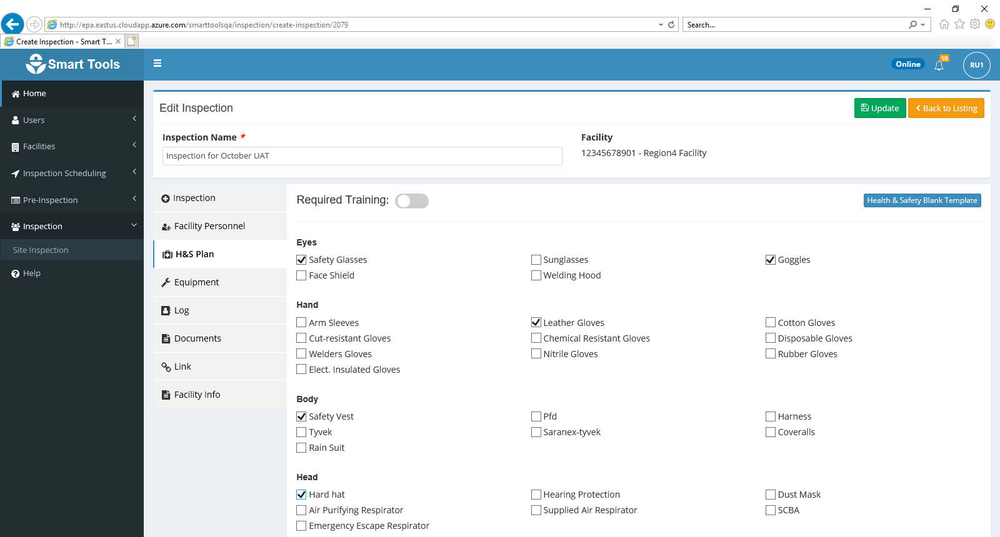 http://epa.eastus.cloudapp.azure.com/smarttoolsqa/inspection/create-inspection/2079
Search...
Create Inspection - Smart T...
Smart Tools
Online
10
RU1
Home
Users
Facilities
Inspection Scheduling
Pre-Inspection
Inspection
Site Inspection
Help
Edit Inspection
Update
Back to Listing
Inspection Name *
Facility
Inspection for October UAT
12345678901 - Region4 Facility
Inspection
Facility Personnel
H&S Plan
Equipment
Log
Documents
Link
Facility Info
Required Training:
Health & Safety Blank Template
Eyes
Safety Glasses Sunglasses Goggles
Face Shield Welding Hood
Hand
Arm Sleeves Leather Gloves Cotton Gloves
Cut-resistant Gloves Chemical Resistant Gloves Disposable Gloves
Welders Gloves Nitrile Gloves Rubber Gloves
Elect. Insulated Gloves
Body
Safety Vest Pfd Harness
Tyvek Saranex-tyvek Coveralls
Rain Suit
Head
Hard hat Hearing Protection Dust Mask
Air Purifying Respirator Supplied Air Respirator SCBA
Emergency Escape Respirator